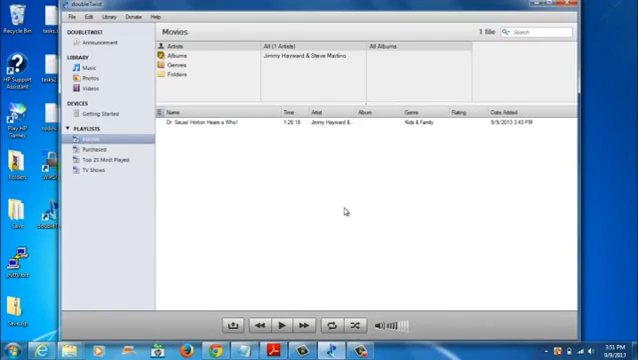 doubleTwist
File Edit Library Donate Help
DOUBLETWIST
Announcement
LIBRARY
Music
Photos
Videos
DEVICES
Getting Started
PLAYLISTS
Movies
Purchased
Top 25 Most Played
TV Shows
Movies
1 file
Search
Artists
Albums
Genres
Folders
All (1 Artists)
Jimmy Hayward & Steve Martino
All Albums
Name Time Artist Album Genre Rating Date Added
Dr. Seuss' Horton Hears a Who! 1:26:18 Jimmy Hayward &... Kids & Family 9/9/2013 3:43 PM
Recycle Bin
HP Support Assistant
Play HP Games
Folders
3:51 PM
9/9/2013